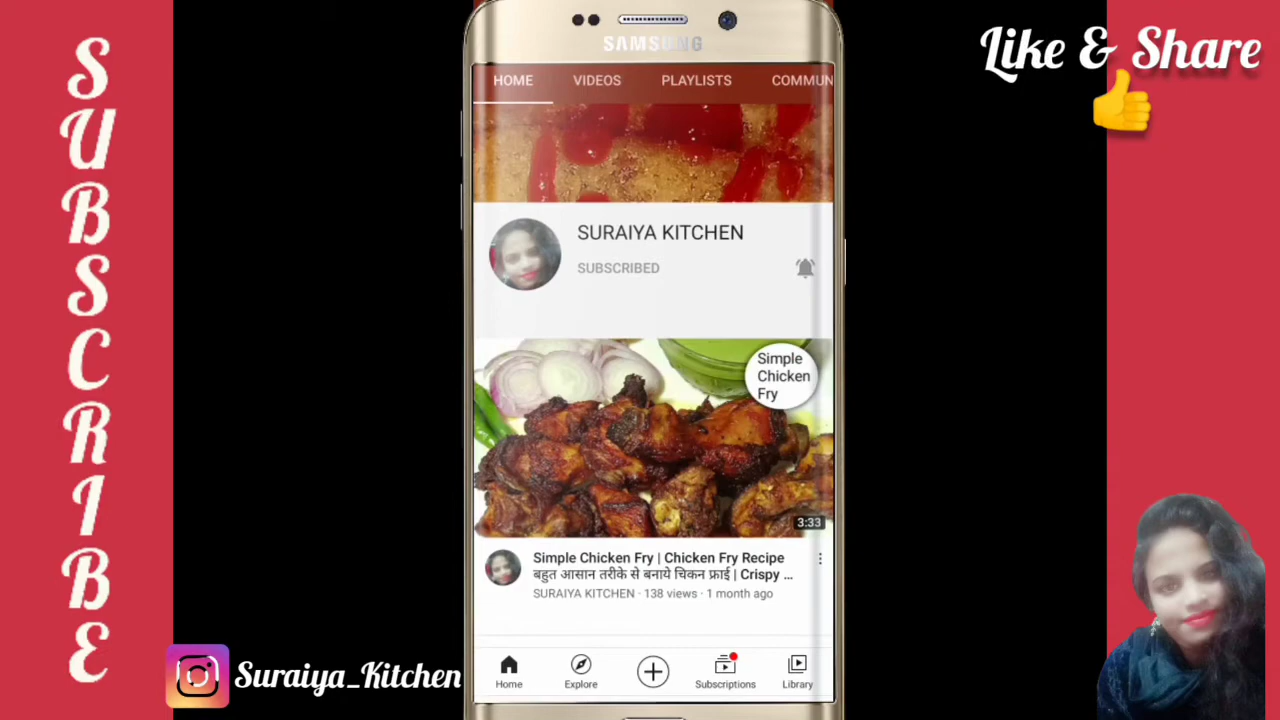 SUBSCRIBE
Like & Share
SAMSUNG
HOME VIDEOS PLAYLISTS COMMUN
SURAIYA KITCHEN
SUBSCRIBED
Simple
Chicken
Fry
3:33
Simple Chicken Fry | Chicken Fry Recipe
बहुत आसान तरीके से बनाये चिकन फ्राई | Crispy ...
SURAIYA KITCHEN · 138 views · 1 month ago
Home Explore Subscriptions Library
Suraiya_Kitchen